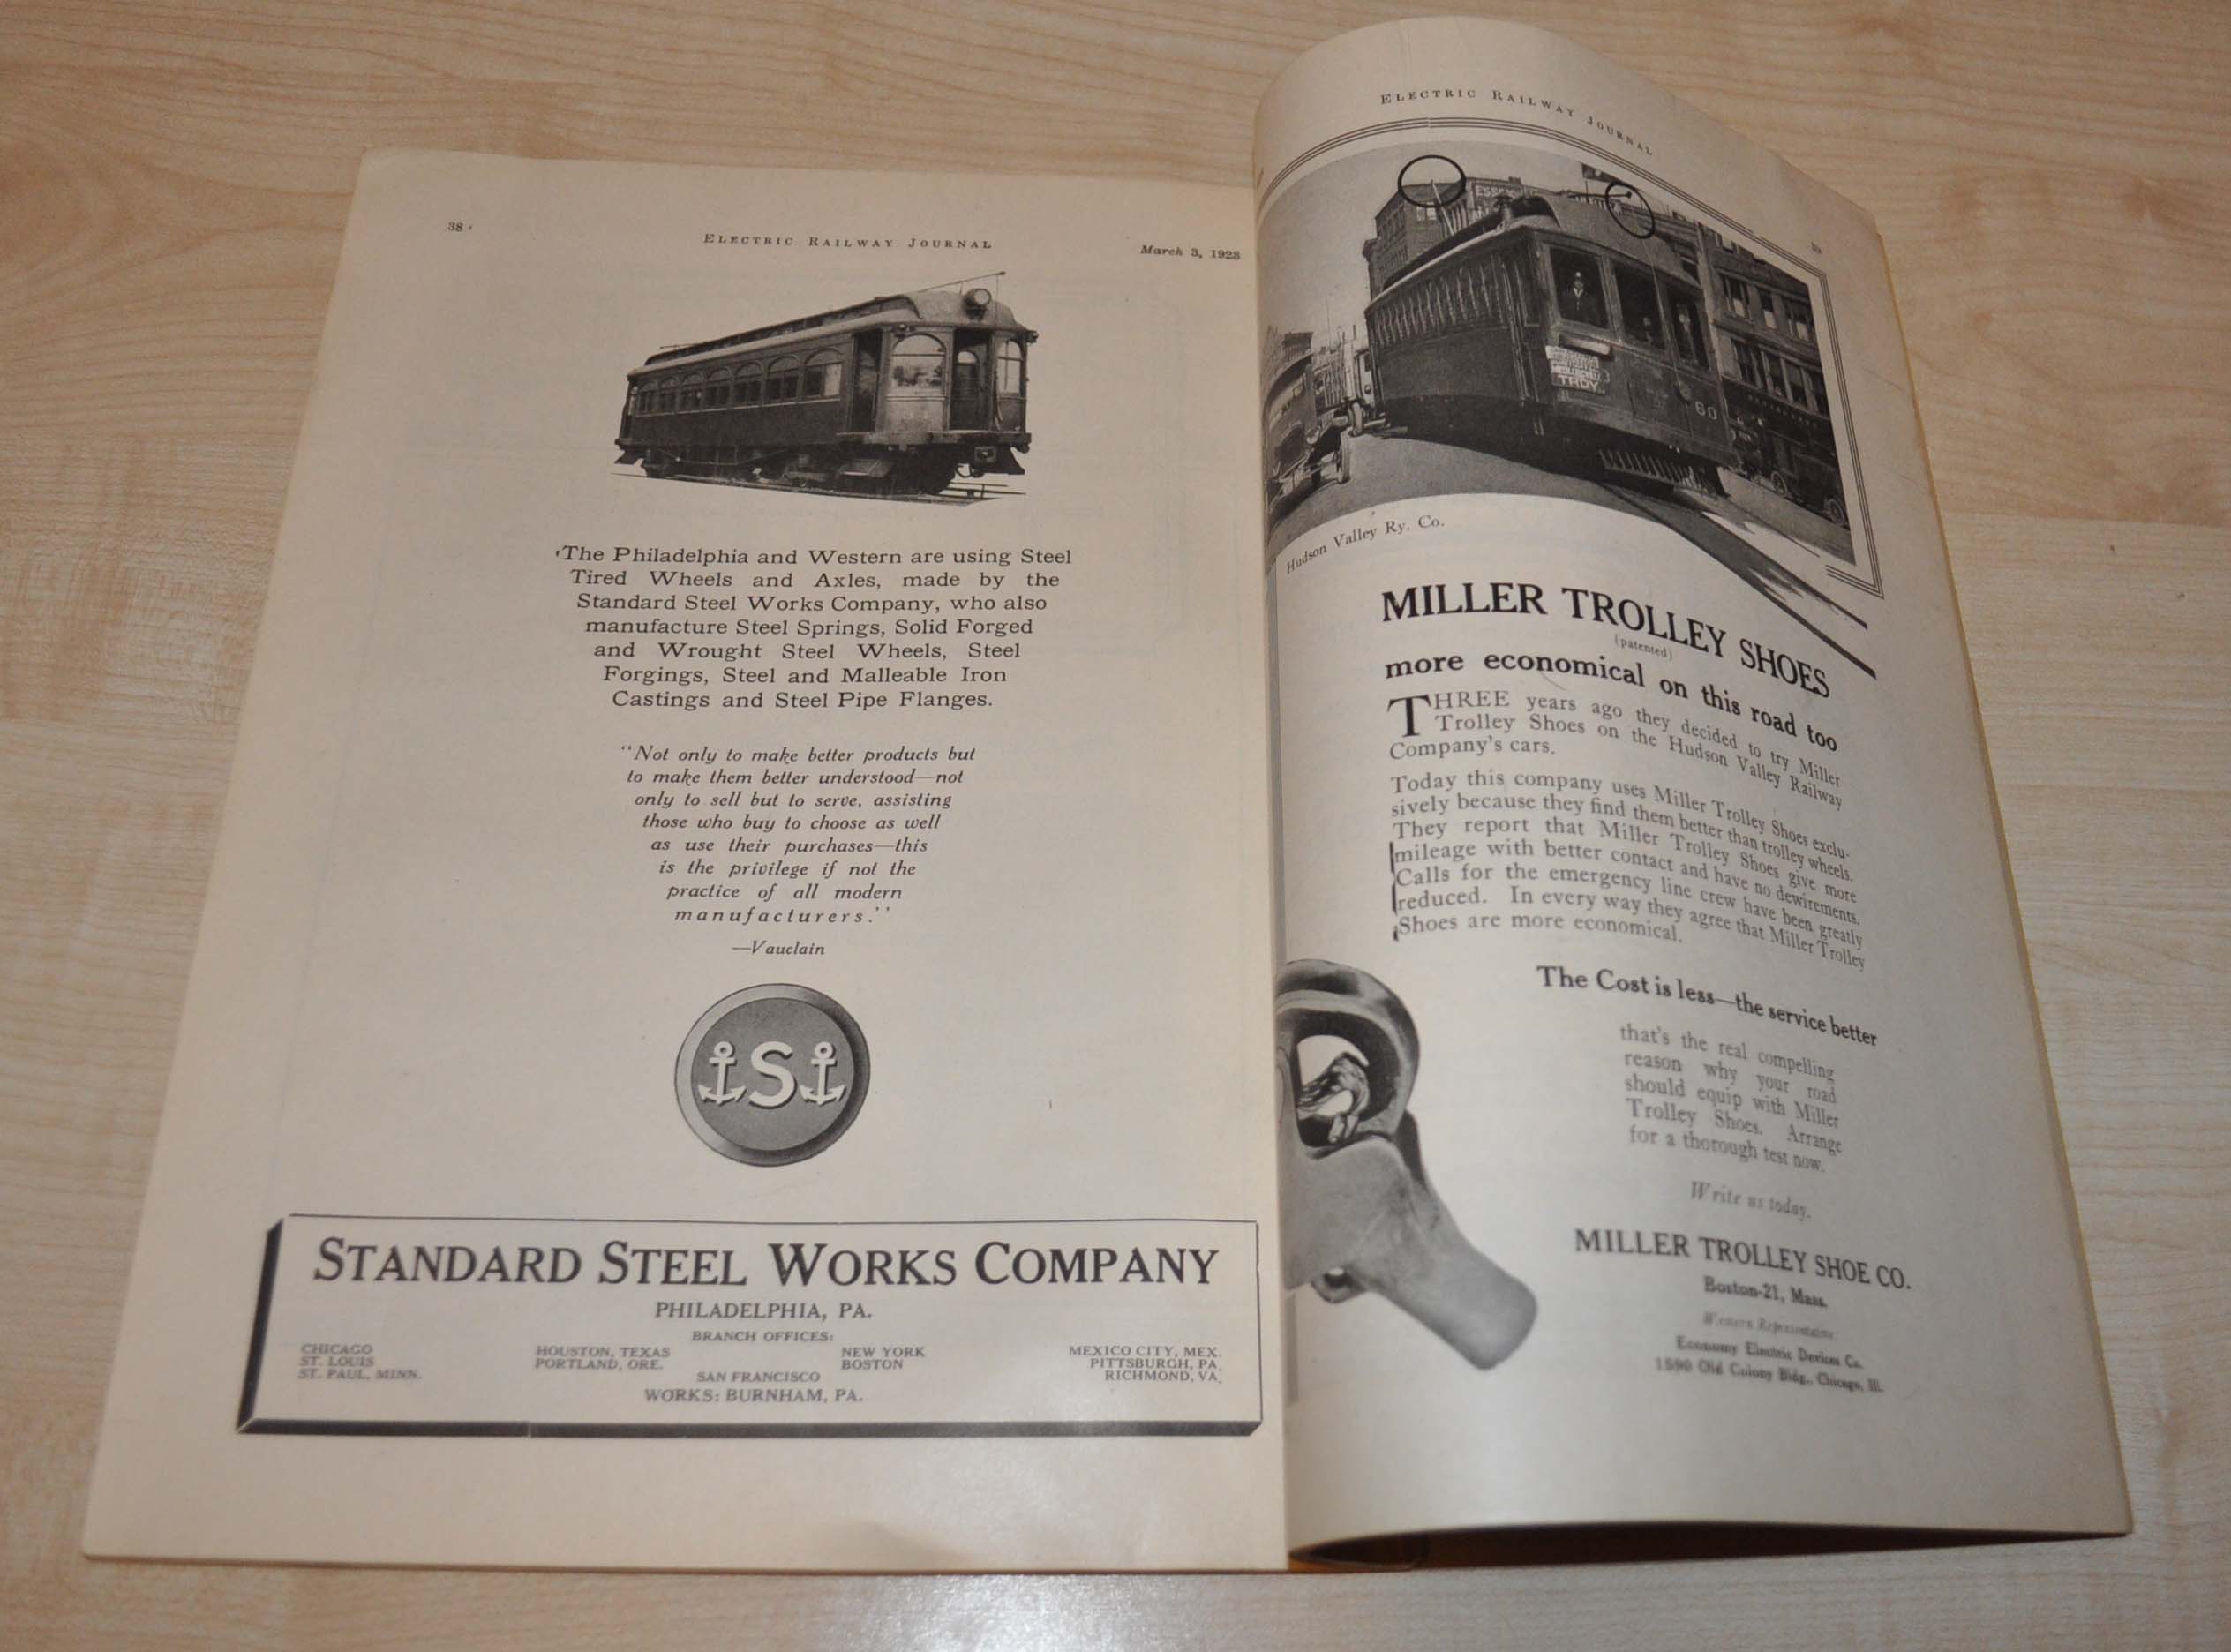 38
ELECTRIC RAILWAY JOURNAL
March 3, 1923
The Philadelphia and Western are using Steel
Tired Wheels and Axles, made by the
Standard Steel Works Company, who also
manufacture Steel Springs, Solid Forged
and Wrought Steel Wheels, Steel
Forgings, Steel and Malleable Iron
Castings and Steel Pipe Flanges.
"Not only to make better products but
to make them better understood—not
only to sell but to serve, assisting
those who buy to choose as well
as use their purchases—this
is the privilege if not the
practice of all modern
manufacturers."
—Vauclain
S
STANDARD STEEL WORKS COMPANY
PHILADELPHIA, PA.
BRANCH OFFICES:
CHICAGO
ST. LOUIS
ST. PAUL, MINN.
HOUSTON, TEXAS
PORTLAND, ORE.
SAN FRANCISCO
NEW YORK
BOSTON
MEXICO CITY, MEX.
PITTSBURGH, PA.
RICHMOND, VA.
WORKS: BURNHAM, PA.
ELECTRIC RAILWAY JOURNAL
TROY
60
Hudson Valley Ry. Co.
MILLER TROLLEY SHOES
(patented)
more economical on this road too
THREE years ago they decided to try Miller
Trolley Shoes on the Hudson Valley Railway
Company's cars.
Today this company uses Miller Trolley Shoes exclu-
sively because they find them better than trolley wheels.
They report that Miller Trolley Shoes give more
mileage with better contact and have no dewirements.
Calls for the emergency line crew have been greatly
reduced. In every way they agree that Miller Trolley
Shoes are more economical.
The Cost is less—the service better
that's the real compelling
reason why your road
should equip with Miller
Trolley Shoes. Arrange
for a thorough test now.
Write us today.
MILLER TROLLEY SHOE CO.
Boston-21, Mass.
Western Representative
Economy Electric Devices Co.
1590 Old Colony Bldg., Chicago, Ill.